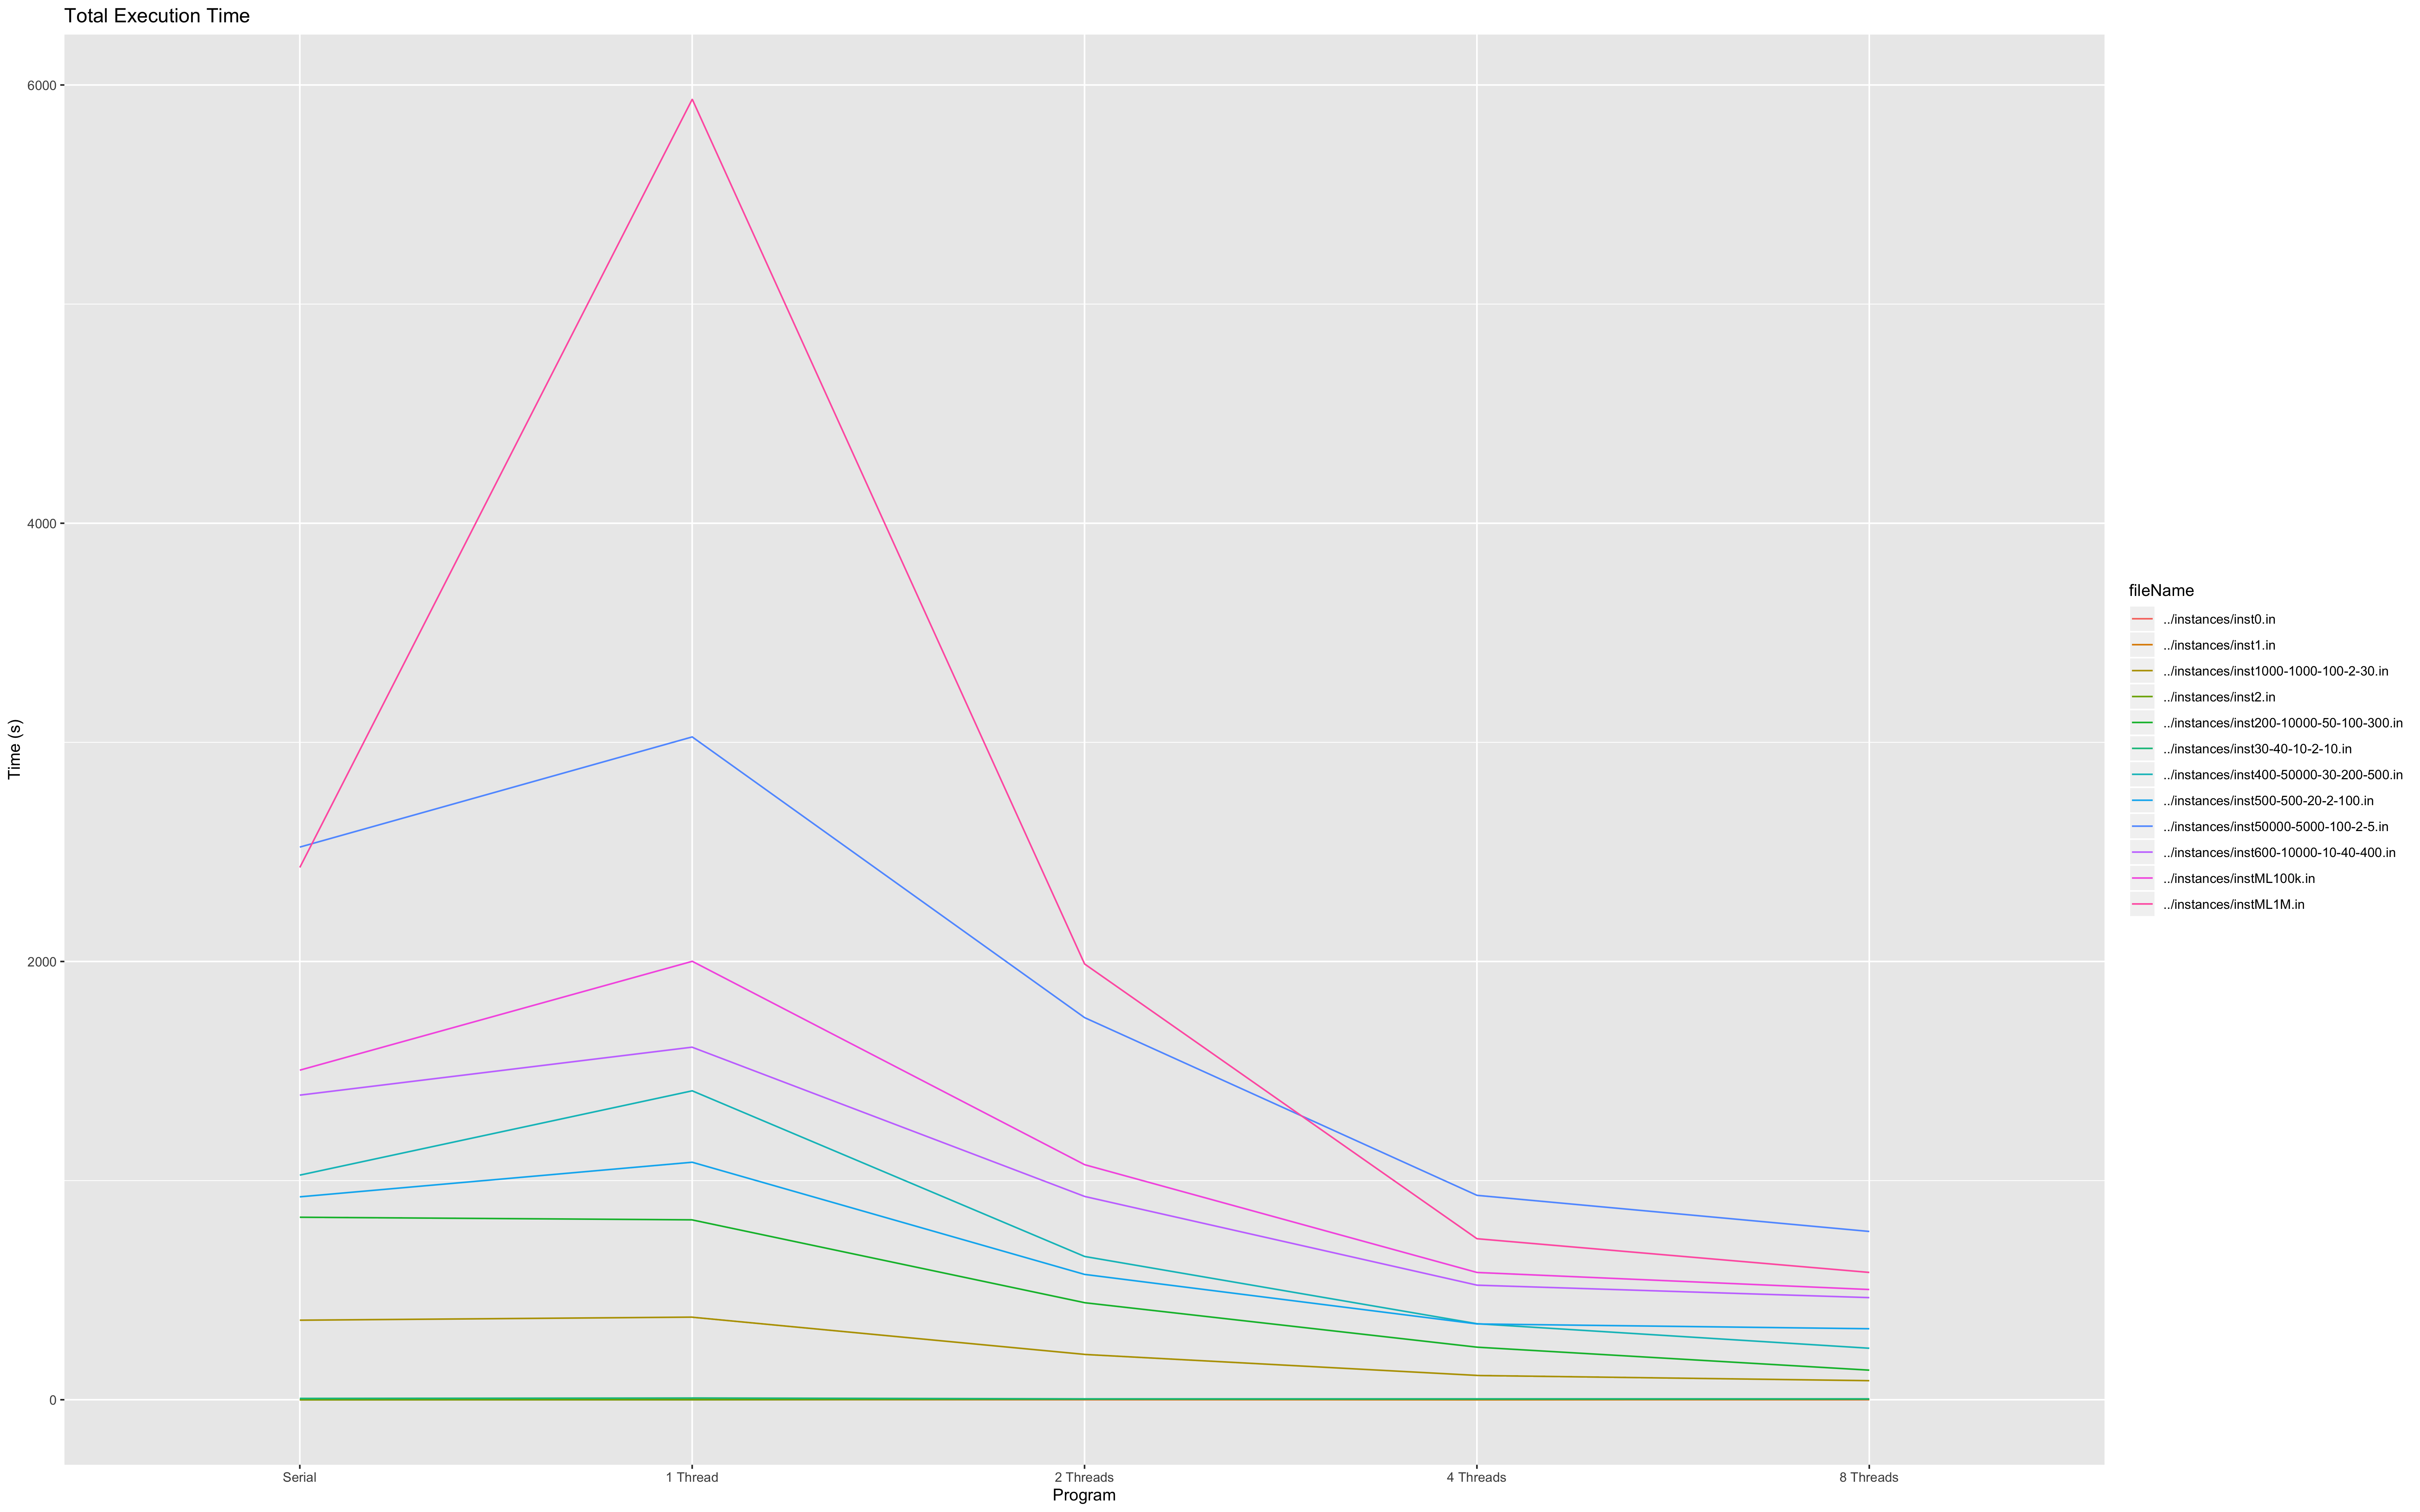 Total Execution Time
6000
4000
2000
0
Time (s)
Serial
1 Thread
2 Threads
4 Threads
8 Threads
Program
fileName
../instances/inst0.in
../instances/inst1.in
../instances/inst1000-1000-100-2-30.in
../instances/inst2.in
../instances/inst200-10000-50-100-300.in
../instances/inst30-40-10-2-10.in
../instances/inst400-50000-30-200-500.in
../instances/inst500-500-20-2-100.in
../instances/inst50000-5000-100-2-5.in
../instances/inst600-10000-10-40-400.in
../instances/instML100k.in
../instances/instML1M.in